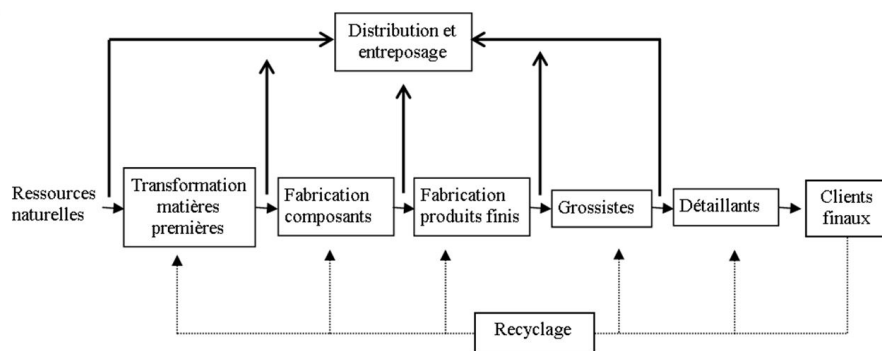 Distribution et
entreposage
Ressources
naturelles
Transformation
matières
premières
Fabrication
composants
Fabrication
produits finis
Grossistes
Détaillants
Clients
finaux
Recyclage